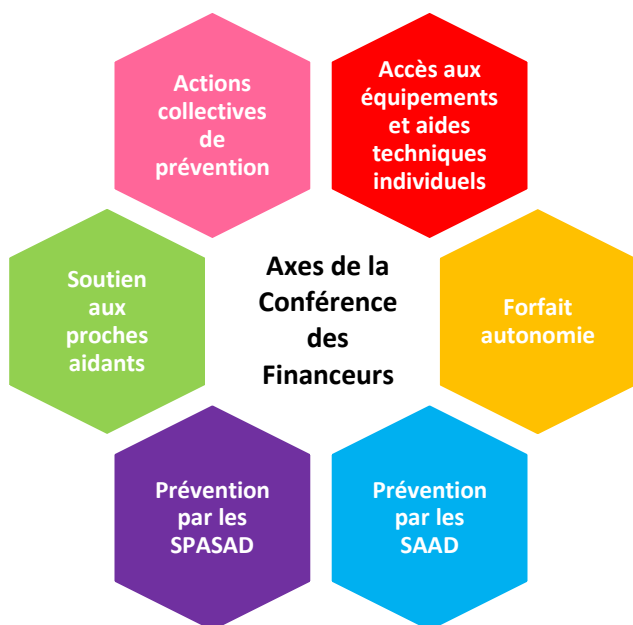 Actions
collectives
de
prévention
Accès aux
équipements
et aides
techniques
individuels
Soutien
aux
proches
aidants
Axes de la
Conférence
des
Financeurs
Forfait
autonomie
Prévention
par les
SPASAD
Prévention
par les
SAAD